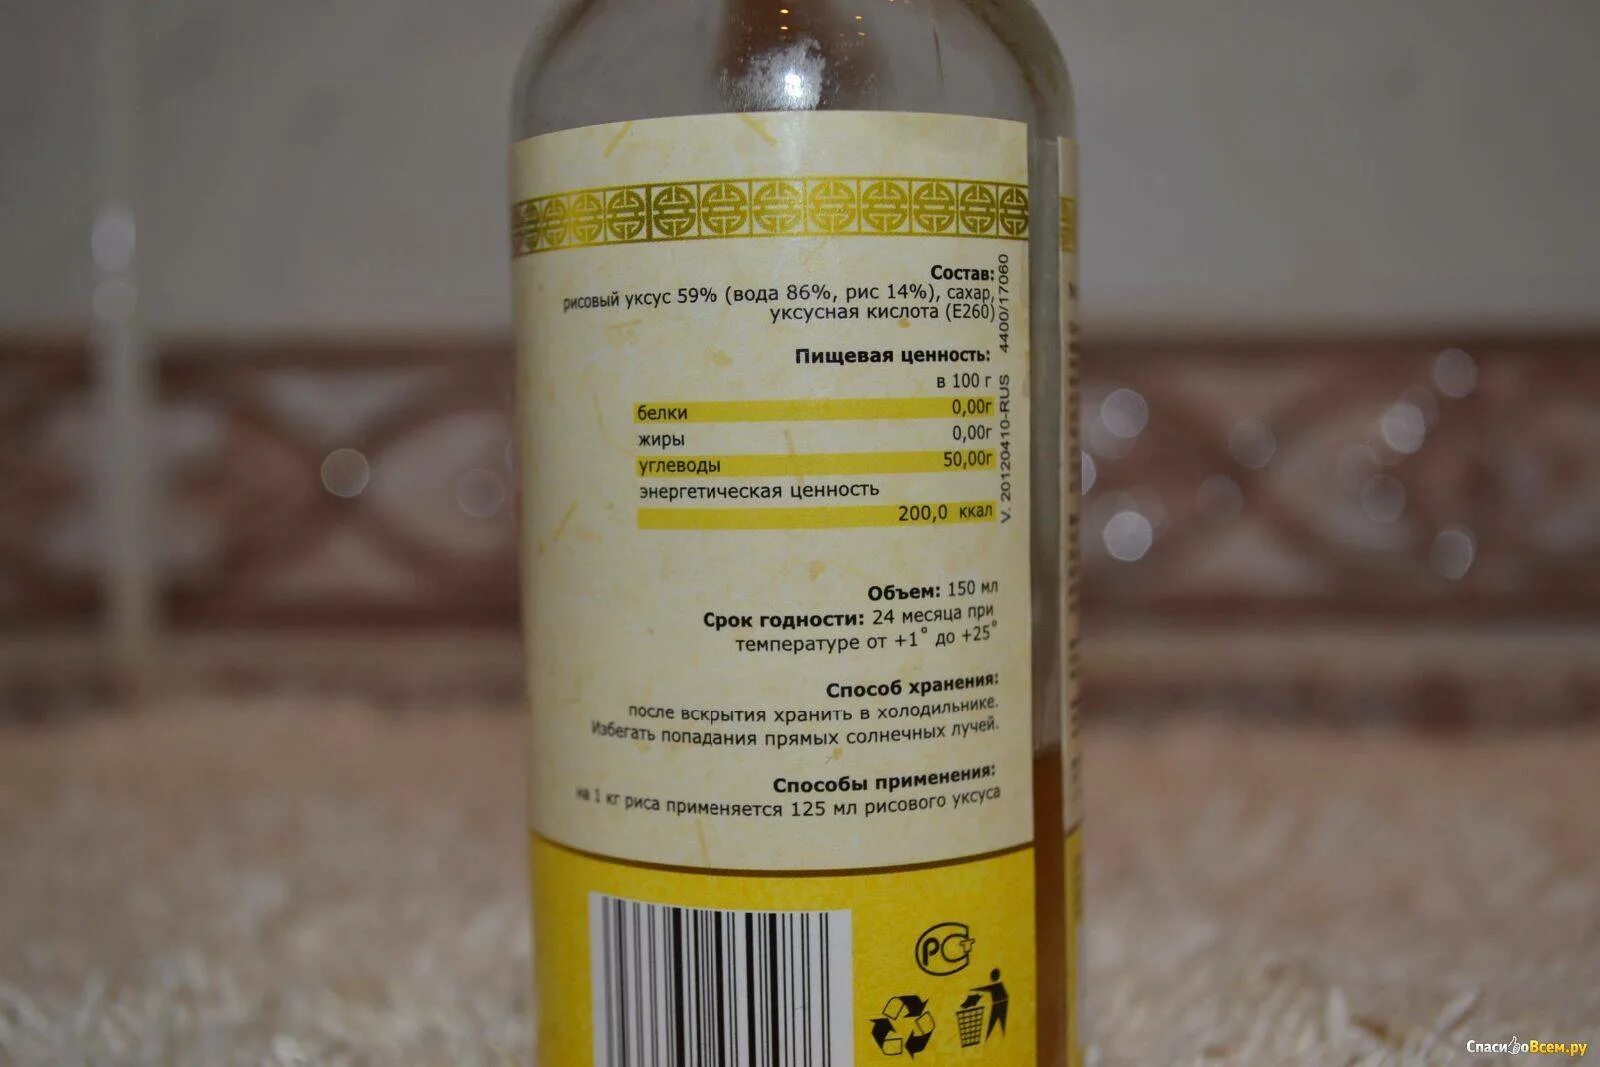 Состав:
рисовый уксус 59% (вода 86%, рис 14%), сахар,
уксусная кислота (Е260)
Пищевая ценность:
в 100 г
белки 0,00г
жиры 0,00г
углеводы 50,00г
энергетическая ценность
200,0 ккал
V. 20120410-RUS 4400/17060
Объем: 150 мл
Срок годности: 24 месяца при
температуре от +1° до +25°
Способ хранения:
после вскрытия хранить в холодильнике.
Избегать попадания прямых солнечных лучей.
Способы применения:
на 1 кг риса применяется 125 мл рисового уксуса
РСТ
СпасибоВсем.ру